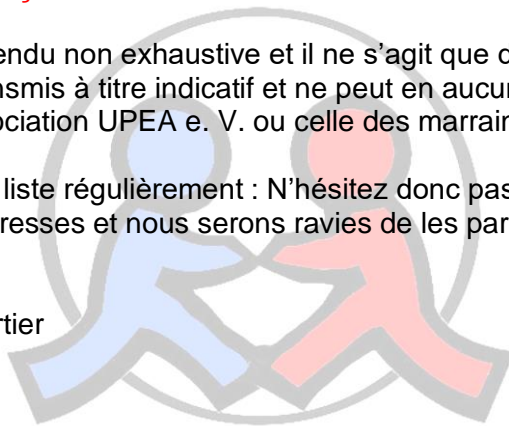 endu non exhaustive et il ne s’agit que
nsmis à titre indicatif et ne peut en aucu
ociation UPEA e. V. ou celle des marrain
liste régulièrement : N’hésitez donc pas
resses et nous serons ravies de les par
rtier